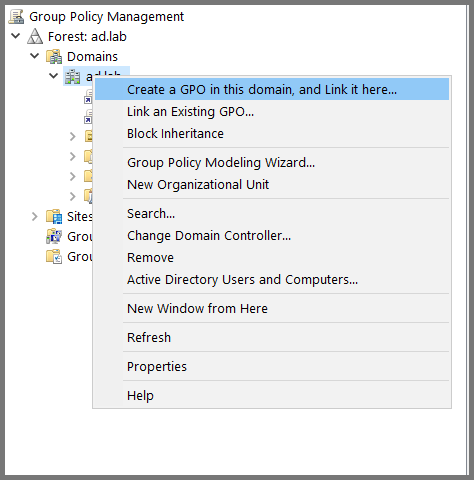 Group Policy Management
Forest: ad.lab
Domains
ad.lab
Create a GPO in this domain, and Link it here...
Link an Existing GPO...
Block Inheritance
Group Policy Modeling Wizard...
New Organizational Unit
Search...
Sites
Change Domain Controller...
Grou
Remove
Grou
Active Directory Users and Computers...
New Window from Here
Refresh
Properties
Help